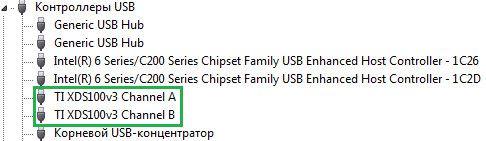 Контроллеры USB
Generic USB Hub
Generic USB Hub
Intel(R) 6 Series/C200 Series Chipset Family USB Enhanced Host Controller - 1C26
Intel(R) 6 Series/C200 Series Chipset Family USB Enhanced Host Controller - 1C2D
TI XDS100v3 Channel A
TI XDS100v3 Channel B
Корневой USB-концентратор